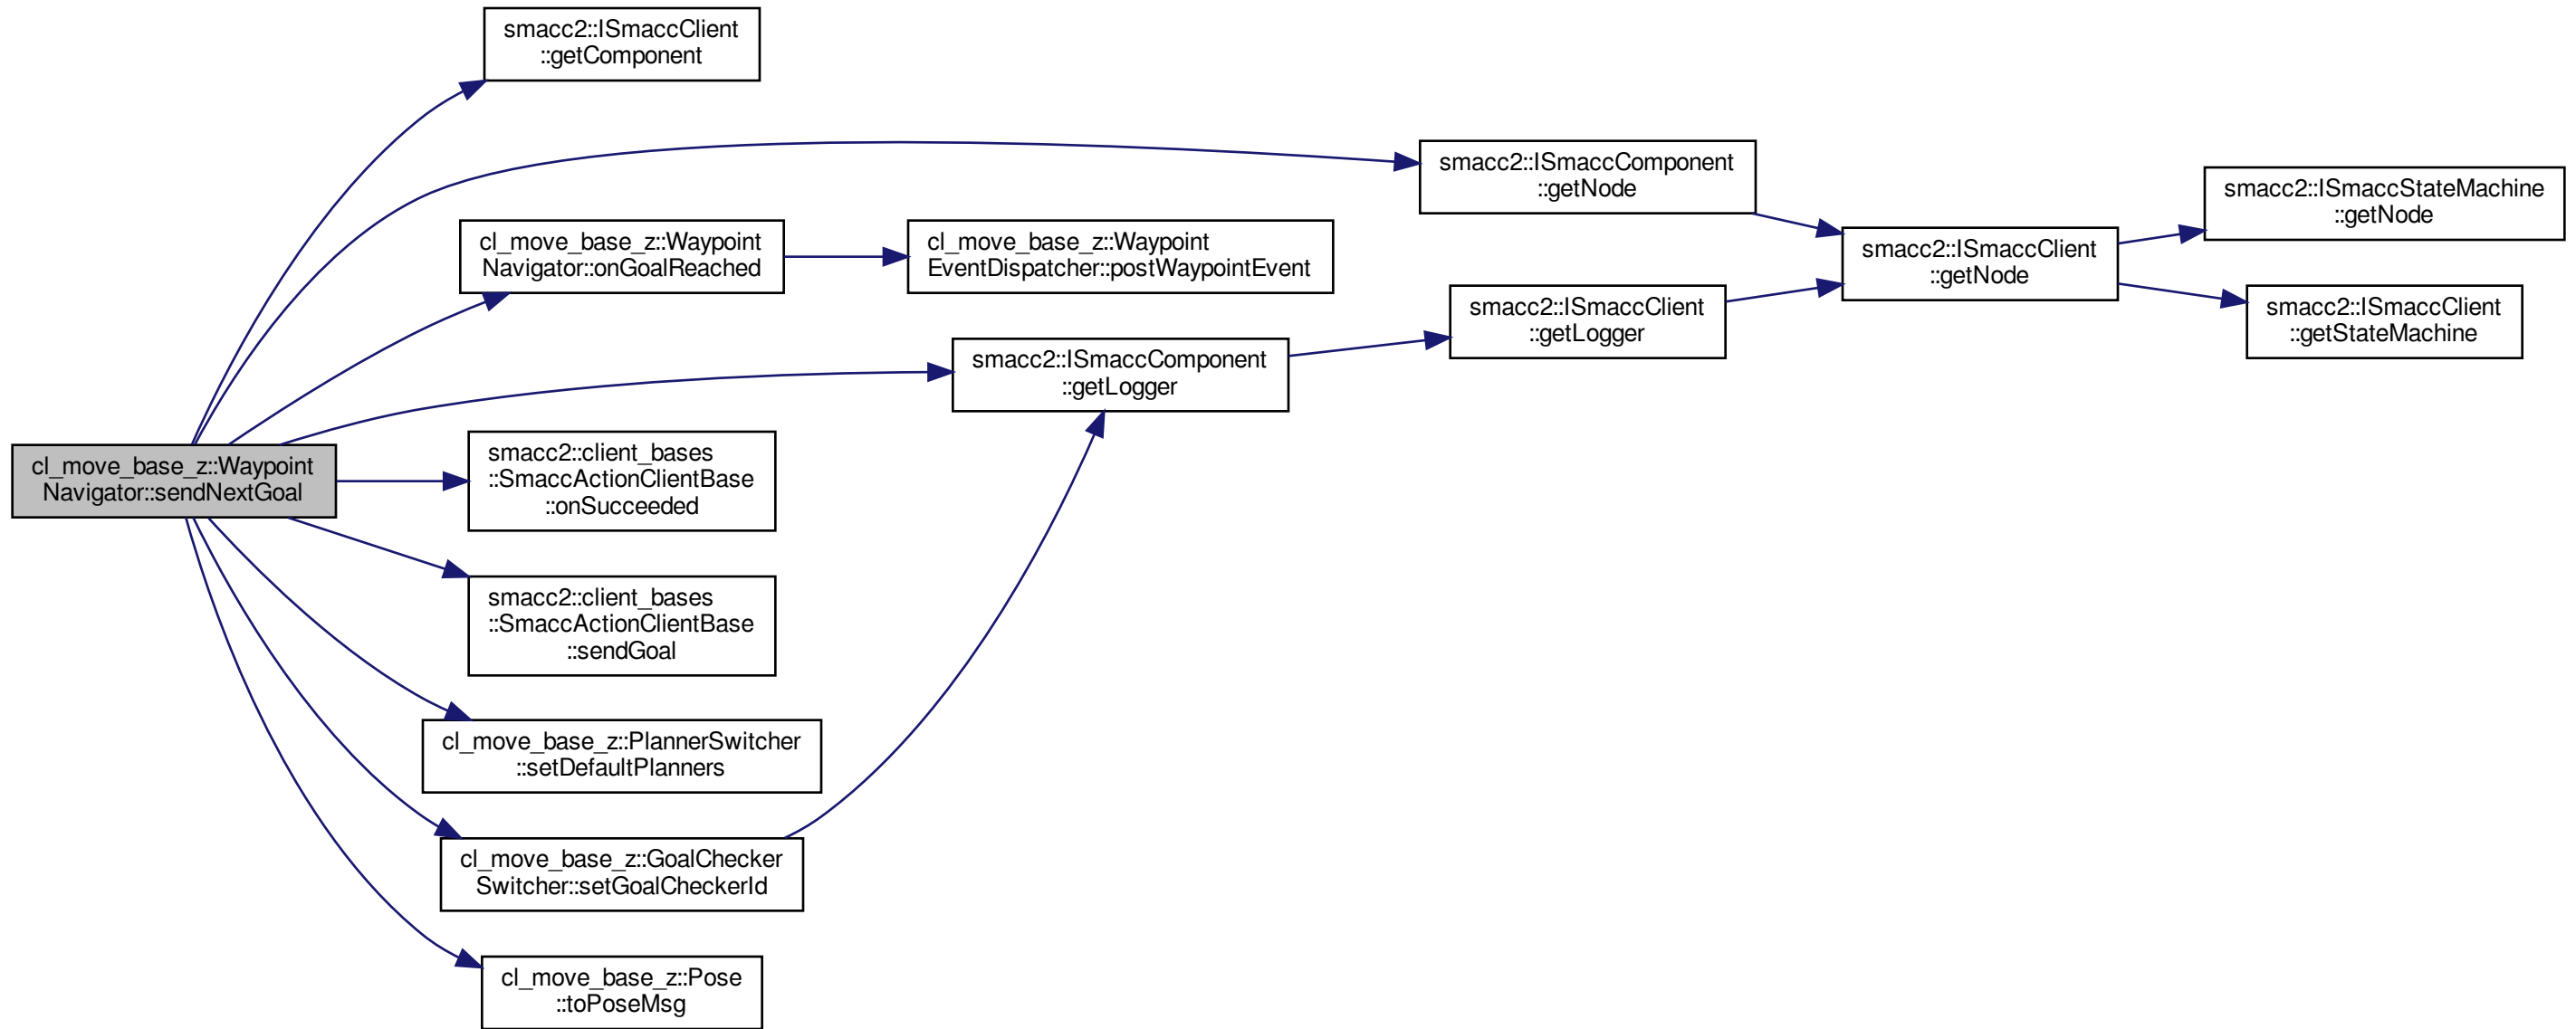 smacc2::ISmaccClient
::getComponent
smacc2::ISmaccComponent
::getNode
smacc2::ISmaccStateMachine
::getNode
cl_move_base_z::Waypoint
Navigator::onGoalReached
cl_move_base_z::Waypoint
EventDispatcher::postWaypointEvent
smacc2::ISmaccClient
::getNode
smacc2::ISmaccClient
::getLogger
smacc2::ISmaccClient
::getStateMachine
smacc2::ISmaccComponent
::getLogger
cl_move_base_z::Waypoint
Navigator::sendNextGoal
smacc2::client_bases
::SmaccActionClientBase
::onSucceeded
smacc2::client_bases
::SmaccActionClientBase
::sendGoal
cl_move_base_z::PlannerSwitcher
::setDefaultPlanners
cl_move_base_z::GoalChecker
Switcher::setGoalCheckerId
cl_move_base_z::Pose
::toPoseMsg